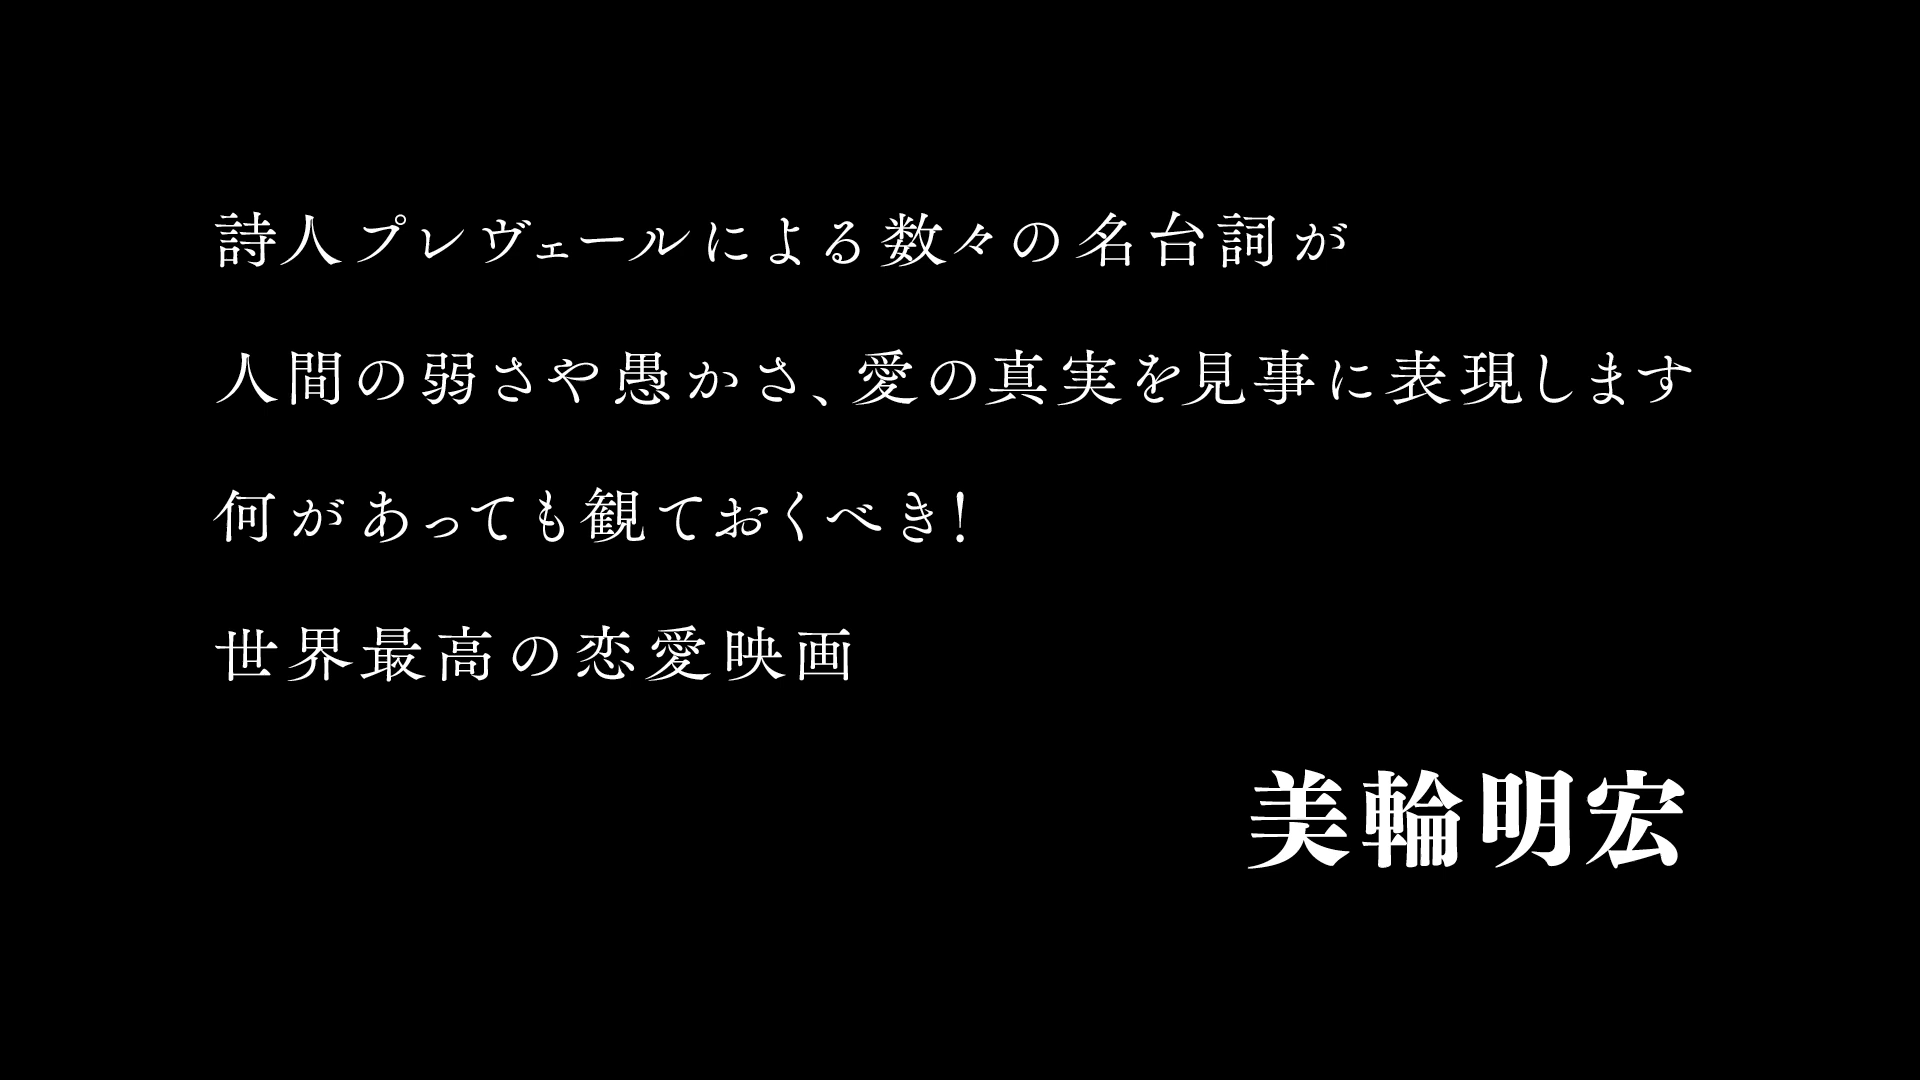 詩人プレヴェールによる数々の名台詞が
人間の弱さや愚かさ、愛の真実を見事に表現します
何があっても観ておくべき！
世界最高の恋愛映画
美輪明宏